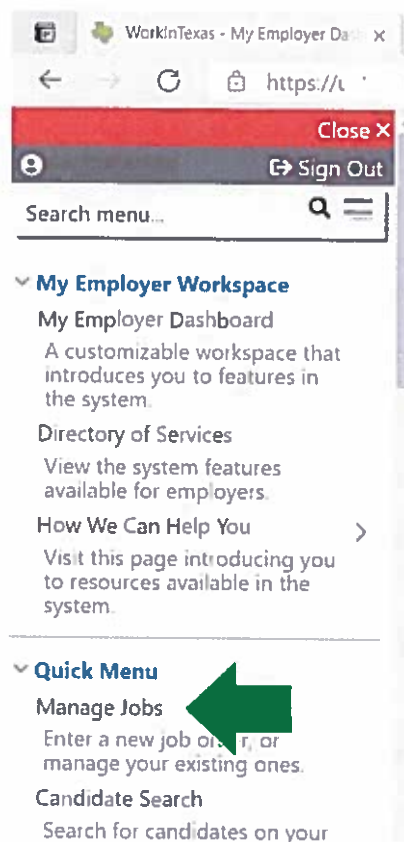 WorkInTexas - My Employer Da
https://u
Close ×
Sign Out
Search menu...
My Employer Workspace
My Employer Dashboard
A customizable workspace that
introduces you to features in
the system.
Directory of Services
View the system features
available for employers.
How We Can Help You
Visit this page introducing you
to resources available in the
system.
Quick Menu
Manage Jobs
Enter a new job or
manage your existing ones.
Candidate Search
Search for candidates on your